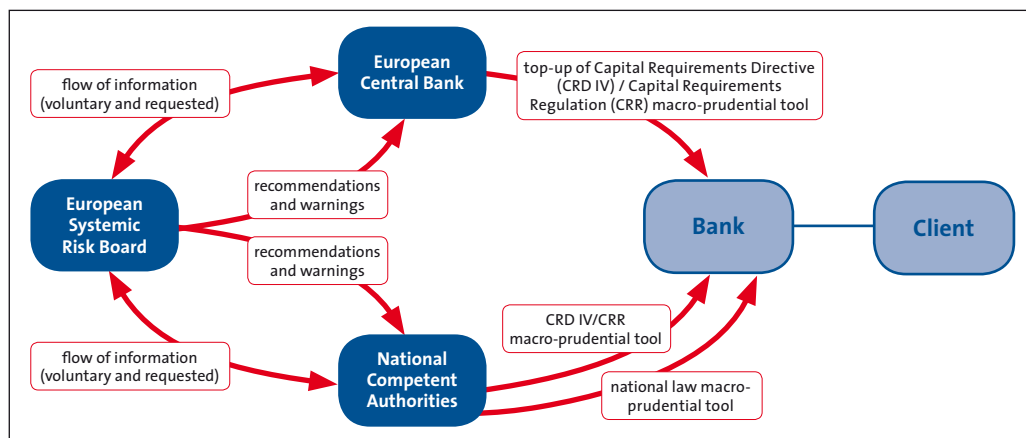 European
Central Bank
top-up of Capital Requirements Directive
(CRD IV) / Capital Requirements
Regulation (CRR) macro-prudential tool
flow of information
(voluntary and requested)
recommendations
and warnings
European
Systemic
Risk Board
Bank
Client
recommendations
and warnings
CRD IV/CRR
macro-prudential tool
flow of information
(voluntary and requested)
National
Competent
Authorities
national law macro-
prudential tool